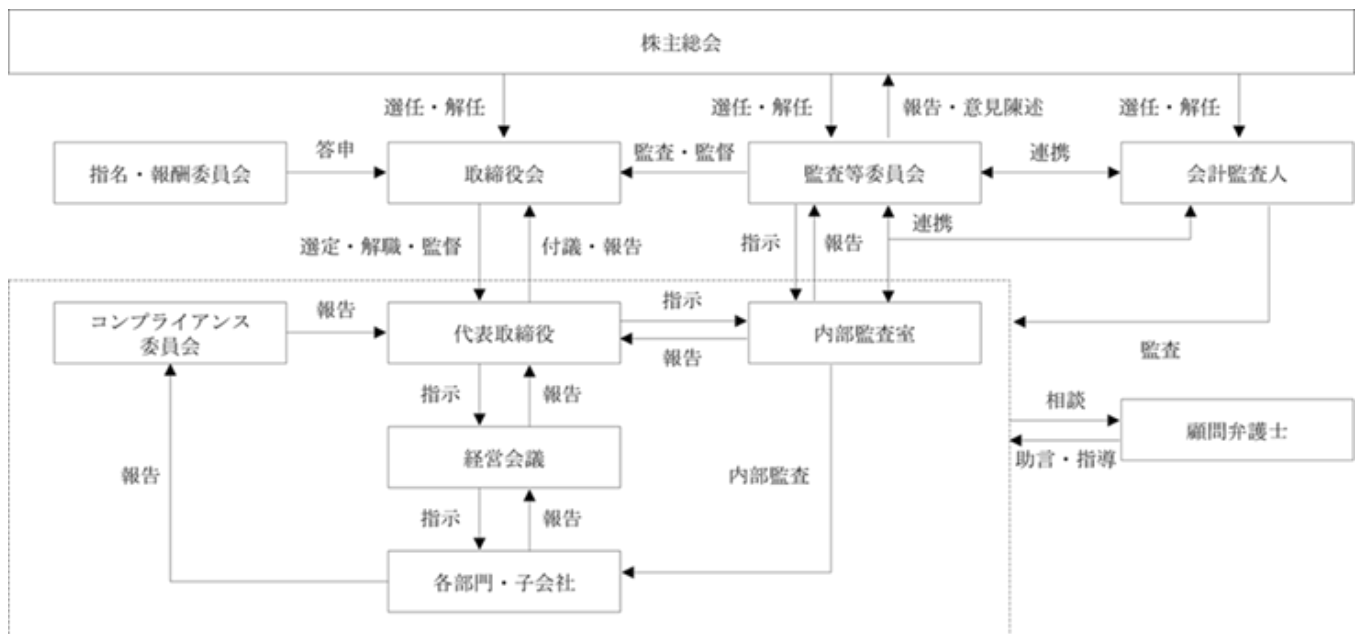 株主総会
選任・解任
選任・解任
報告・意見陳述
選任・解任
指名・報酬委員会
答申
取締役会
監査・監督
監査等委員会
連携
会計監査人
選定・解職・監督
付議・報告
指示
報告
連携
コンプライアンス
委員会
報告
代表取締役
指示
報告
内部監査室
監査
指示
報告
相談
助言・指導
顧問弁護士
経営会議
報告
内部監査
指示
報告
各部門・子会社